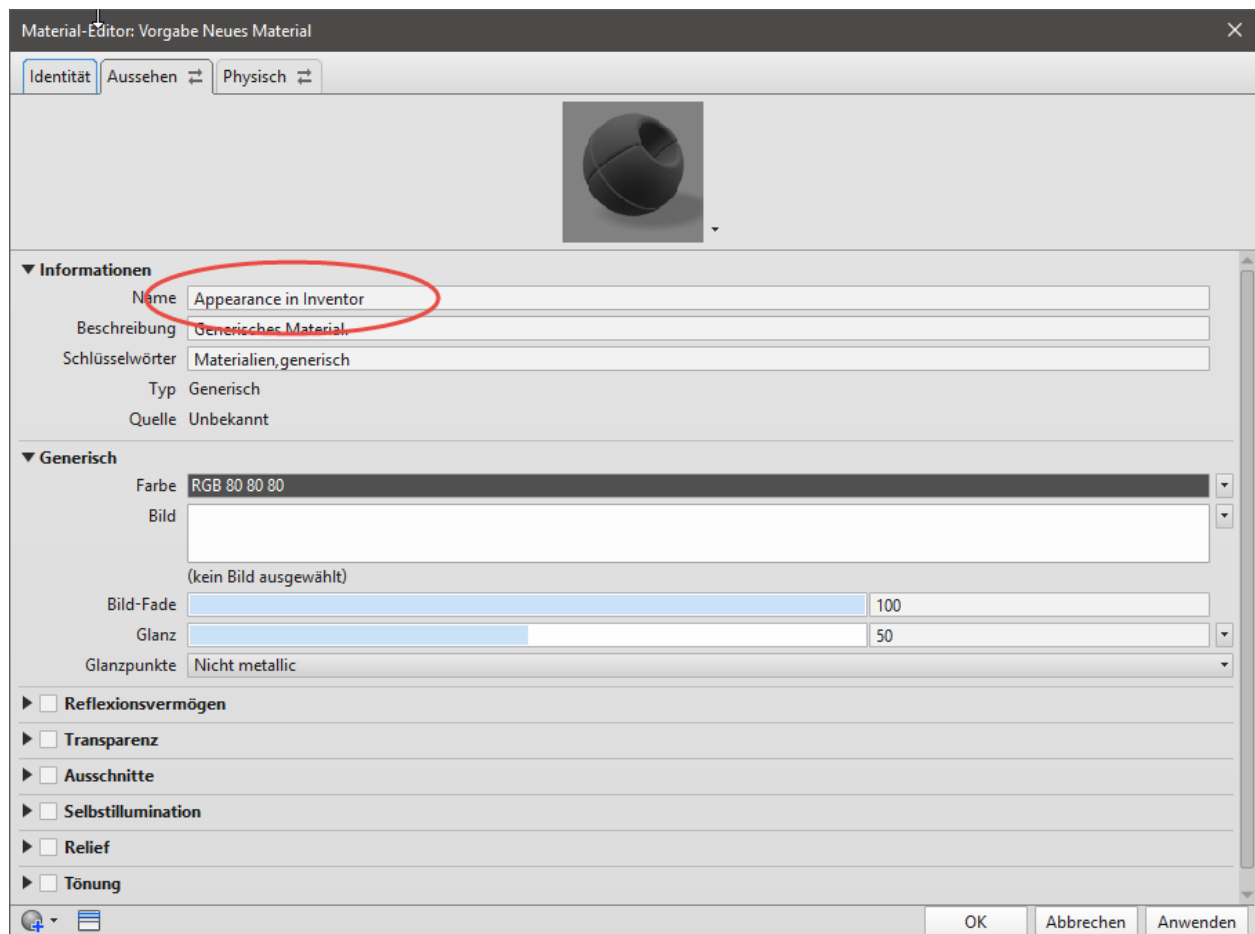 Material-Editor: Vorgabe Neues Material
Identität Aussehen Physisch
Informationen
Name Appearance in Inventor
Beschreibung Generisches Material.
Schlüsselwörter Materialien,generisch
Typ Generisch
Quelle Unbekannt
Generisch
Farbe RGB 80 80 80
Bild
(kein Bild ausgewählt)
Bild-Fade 100
Glanz 50
Glanzpunkte Nicht metallic
Reflexionsvermögen
Transparenz
Ausschnitte
Selbstillumination
Relief
Tönung
OK Abbrechen Anwenden